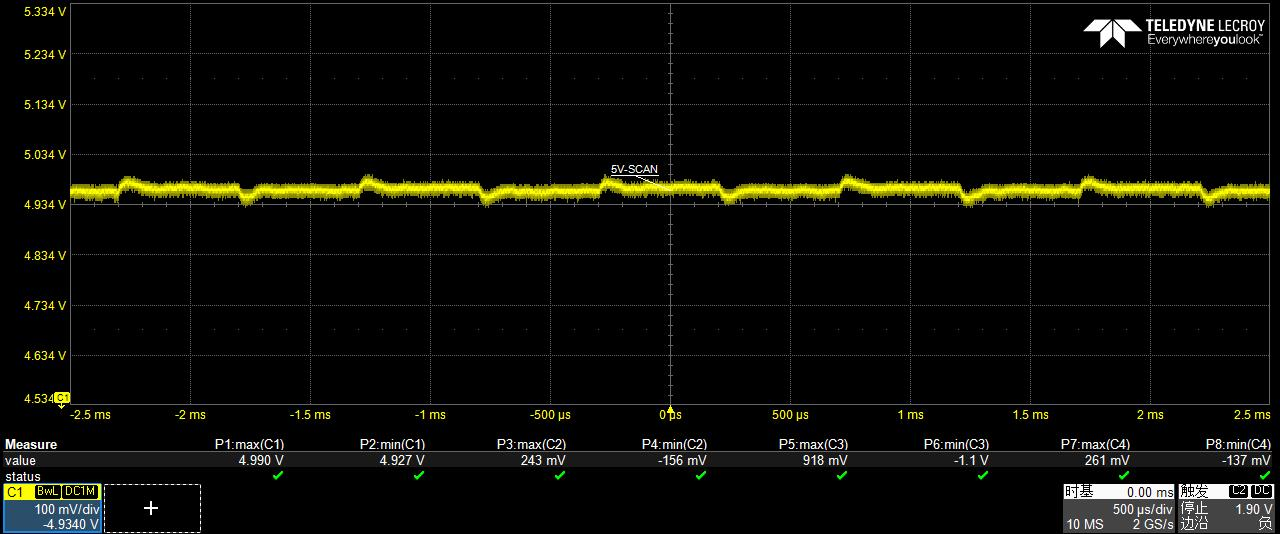 5.334 V
TELEDYNE LECROY
Everywhereyoulook™
5.234 V
5.134 V
5.034 V
5V-SCAN
4.934 V
4.834 V
4.734 V
4.634 V
4.534 C1
-2.5 ms -2 ms -1.5 ms -1 ms -500 µs 0 µs 500 µs 1 ms 1.5 ms 2 ms 2.5 ms
Measure P1:max(C1) P2:min(C1) P3:max(C2) P4:min(C2) P5:max(C3) P6:min(C3) P7:max(C4) P8:min(C4)
value 4.990 V 4.927 V 243 mV -156 mV 918 mV -1.1 V 261 mV -137 mV
status
C1 BwL DC1M
100 mV/div
-4.9340 V
+
时基 0.00 ms
500 µs/div
10 MS 2 GS/s
触发 C2 DC
停止 1.90 V
边沿 负